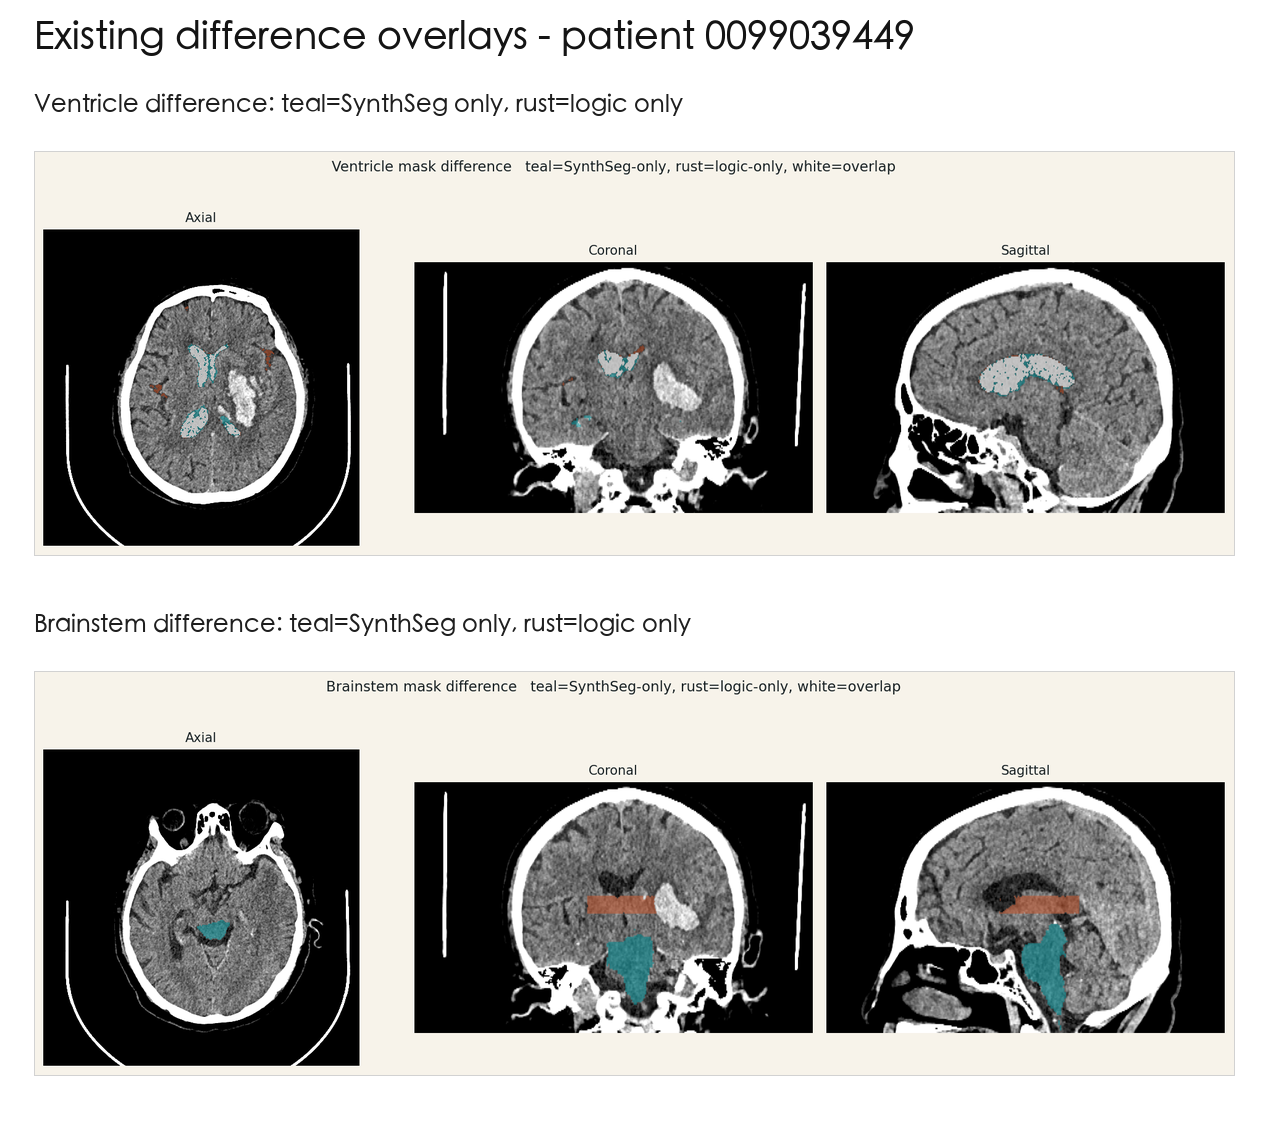 Existing difference overlays - patient 0099039449
Ventricle difference: teal=SynthSeg only, rust=logic only
Ventricle mask difference   teal=SynthSeg-only, rust=logic-only, white=overlap
Axial
Coronal
Sagittal
Brainstem difference: teal=SynthSeg only, rust=logic only
Brainstem mask difference   teal=SynthSeg-only, rust=logic-only, white=overlap
Axial
Coronal
Sagittal